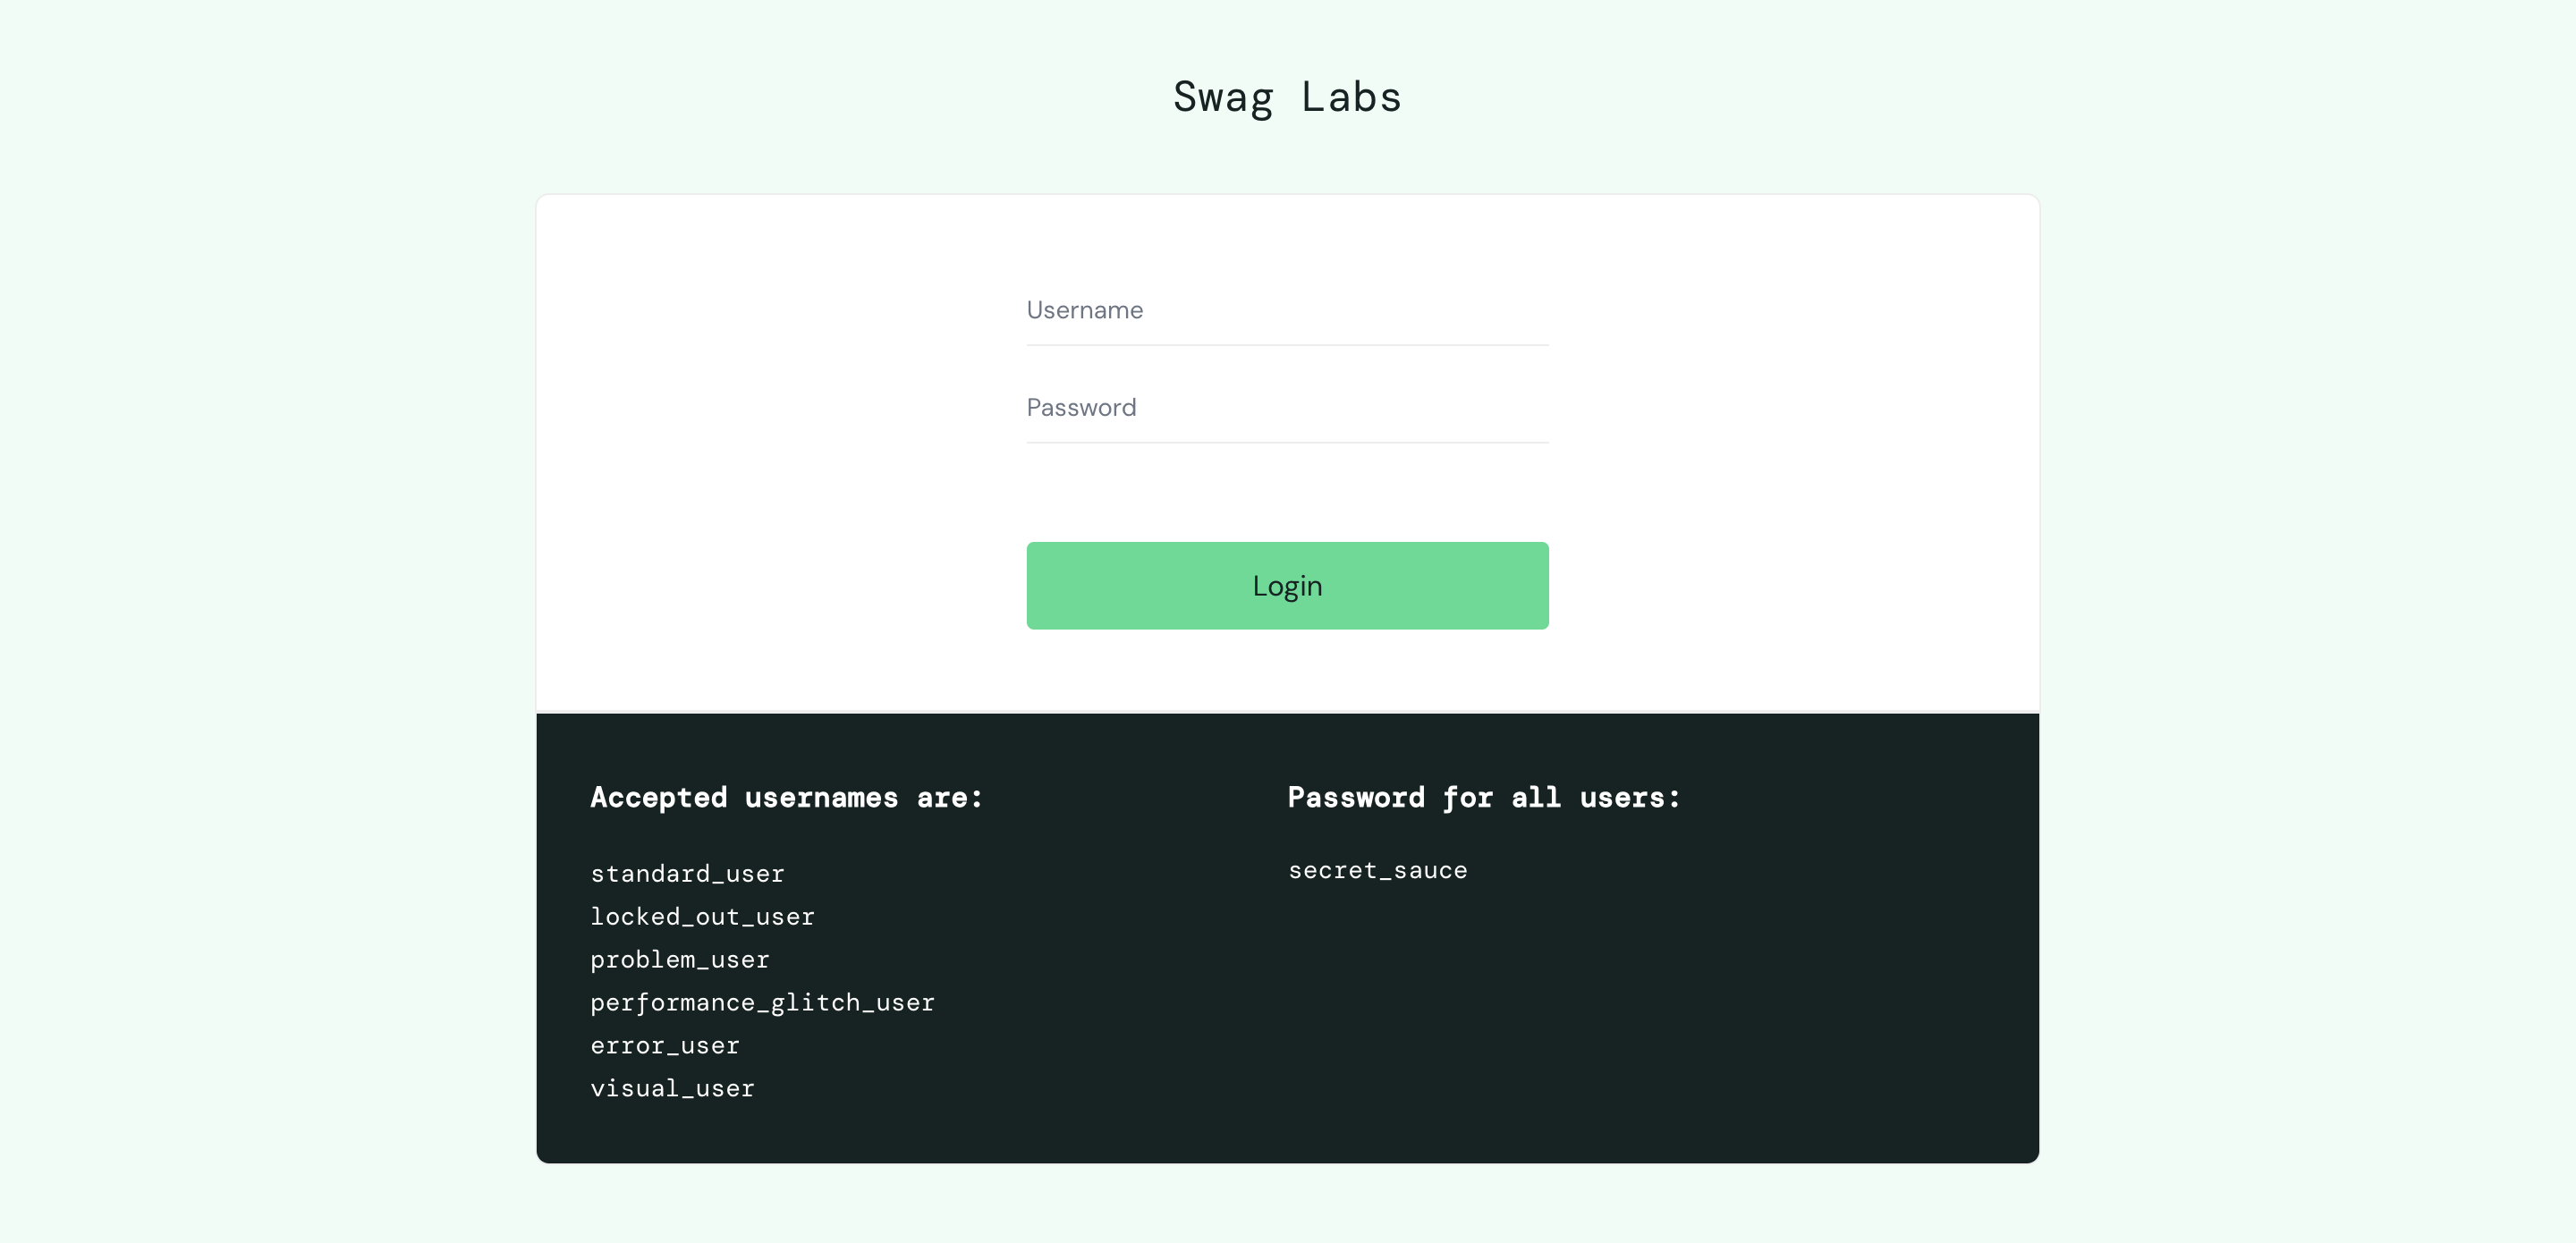 Swag Labs
Username
Password
Login
Accepted usernames are:
standard_user
locked_out_user
problem_user
performance_glitch_user
error_user
visual_user
Password for all users:
secret_sauce